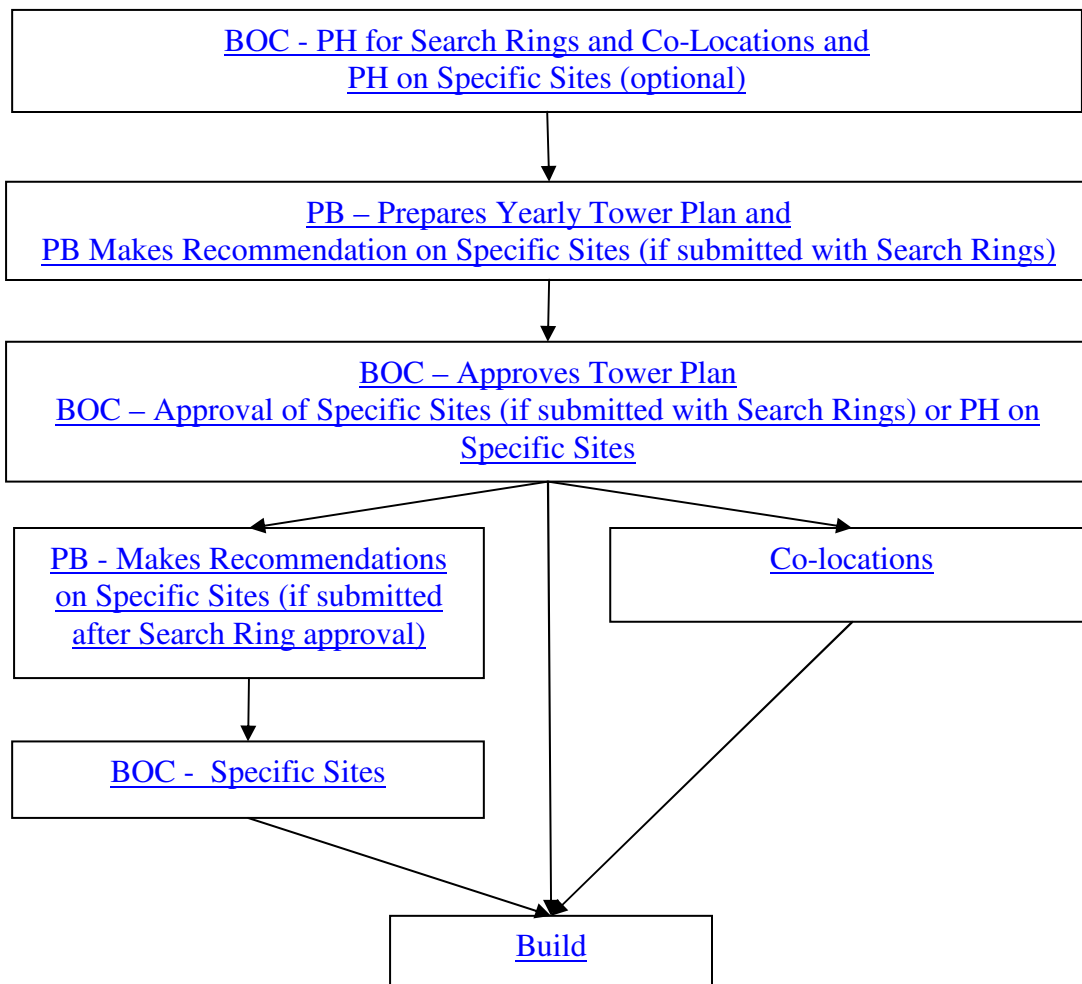 BOC - PH for Search Rings and Co-Locations and
PH on Specific Sites (optional)
PB – Prepares Yearly Tower Plan and
PB Makes Recommendation on Specific Sites (if submitted with Search Rings)
BOC – Approves Tower Plan
BOC – Approval of Specific Sites (if submitted with Search Rings) or PH on
Specific Sites
PB - Makes Recommendations
on Specific Sites (if submitted
after Search Ring approval)
Co-locations
BOC -  Specific Sites
Build